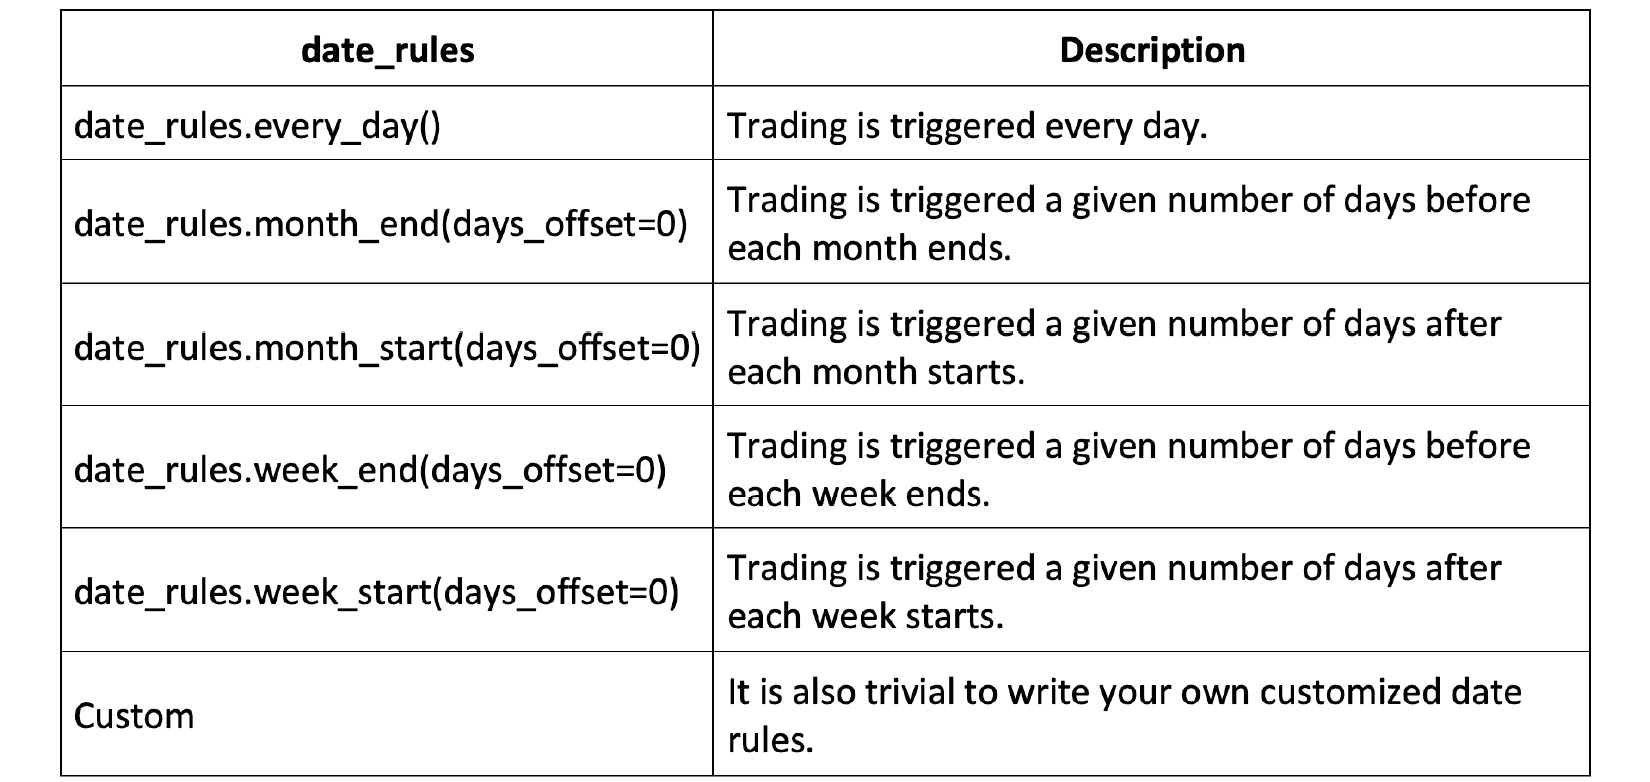 date_rules
Description
date_rules.every_day()
Trading is triggered every day.
date_rules.month_end(days_offset=0)
Trading is triggered a given number of days before
each month ends.
date_rules.month_start(days_offset=0)
Trading is triggered a given number of days after
each month starts.
date_rules.week_end(days_offset=0)
Trading is triggered a given number of days before
each week ends.
date_rules.week_start(days_offset=0)
Trading is triggered a given number of days after
each week starts.
Custom
It is also trivial to write your own customized date
rules.